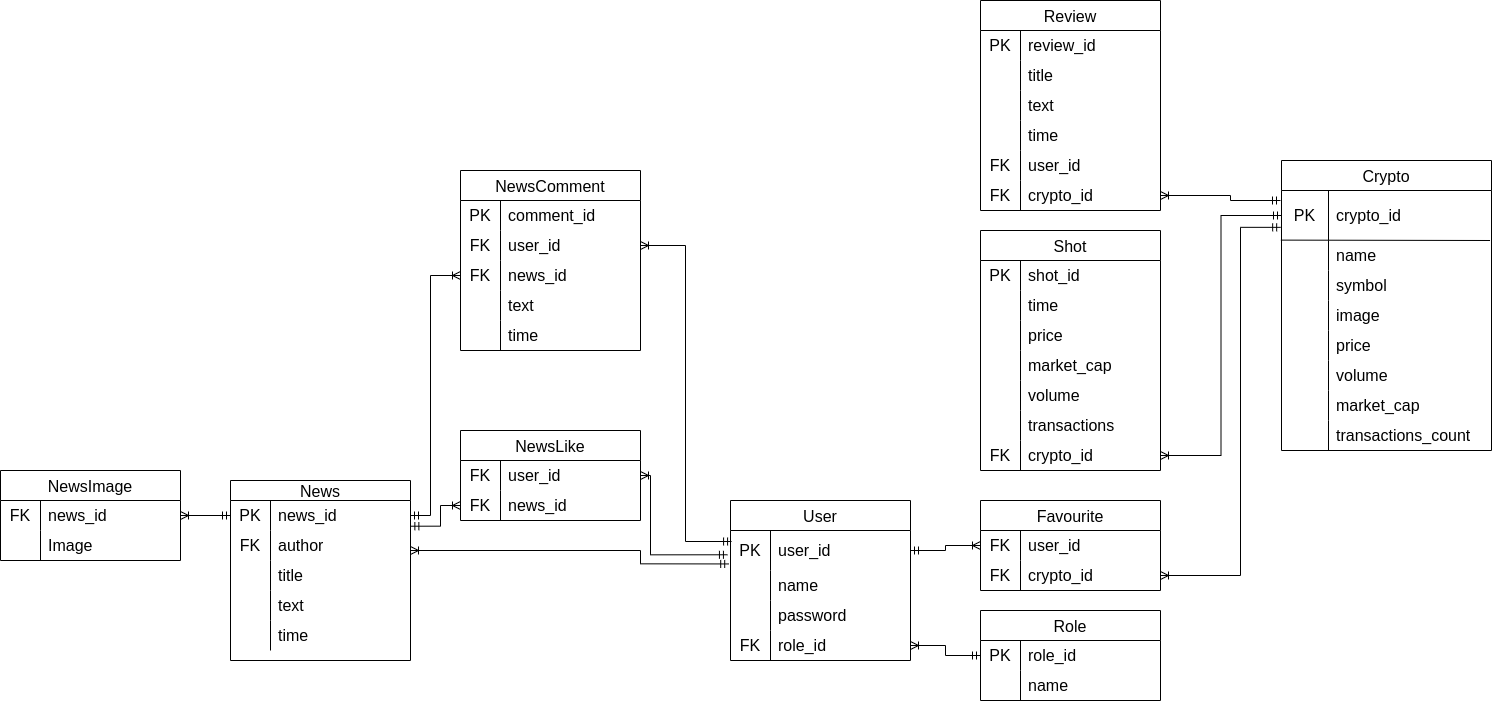 Review
PK review_id
title
text
time
FK user_id
FK crypto_id
Crypto
PK crypto_id
name
symbol
image
price
volume
market_cap
transactions_count
NewsComment
PK comment_id
FK user_id
FK news_id
text
time
Shot
PK shot_id
time
price
market_cap
volume
transactions
FK crypto_id
NewsLike
FK user_id
FK news_id
NewsImage
FK news_id
Image
News
PK news_id
FK author
title
text
time
User
PK user_id
name
password
FK role_id
Favourite
FK user_id
FK crypto_id
Role
PK role_id
name